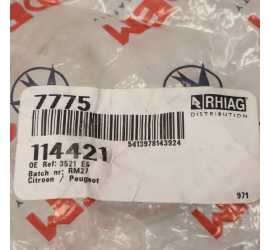 7775
RHIAG
DISTRIBUTION
5413978143924
114421
OE Ref: 3521 E6
Batch nr: RM27
Citroen / Peugeot
971